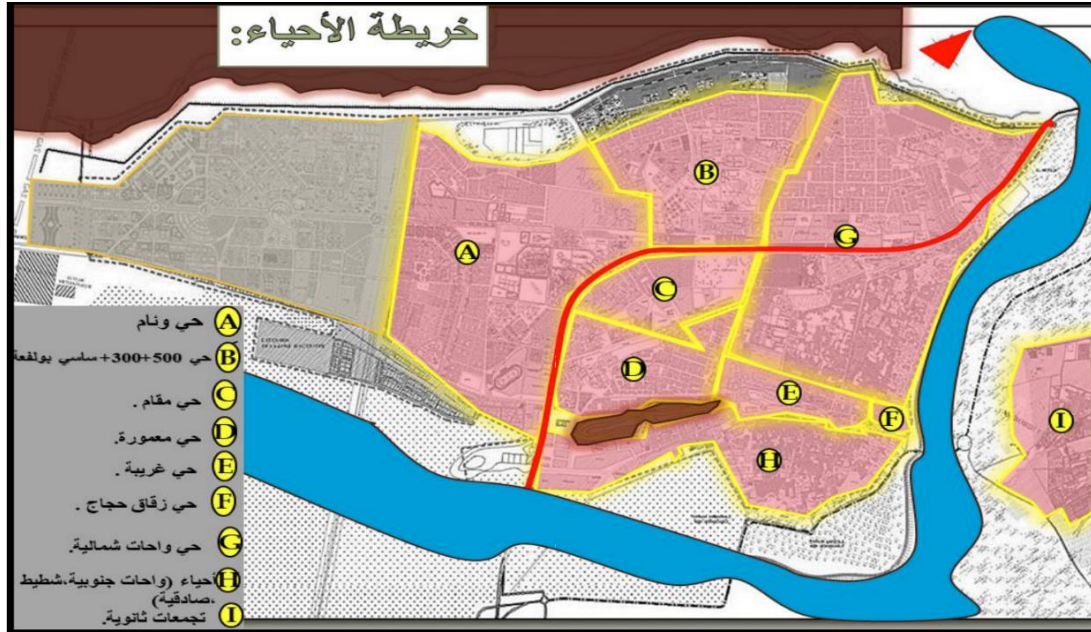 خريطة الأحياء:
B
G
A
C
D
E
F
I
H
A حي ونام
B حي 500+300+ساسي بولفعة
C حي مقام .
D حي معمورة.
E حي غريبة .
F حي زقاق حجاج .
G حي واحات شمالية.
H أحياء (واحات جنوبية،شطيط
،صادقية)
I تجمعات ثانوية.